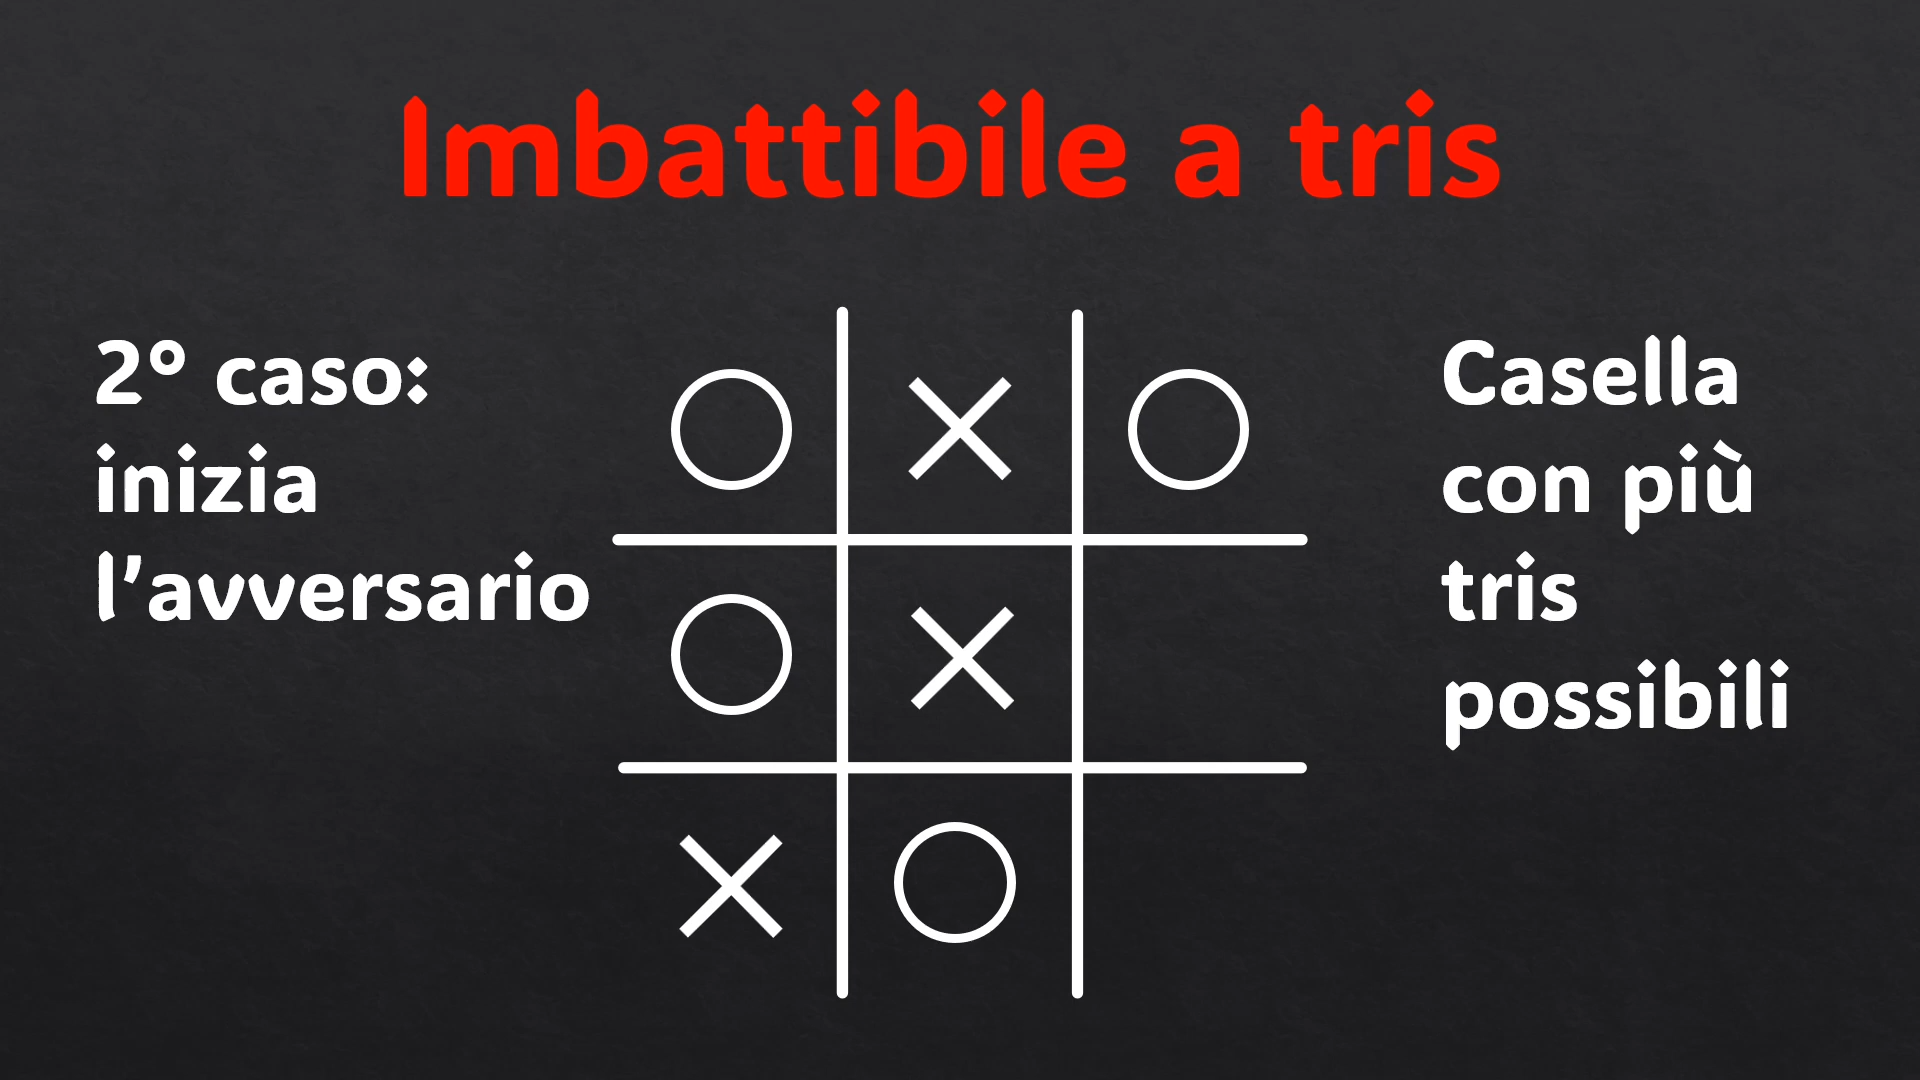 Imbattibile a tris
2° caso:
inizia
l’avversario
Casella
con più
tris
possibili